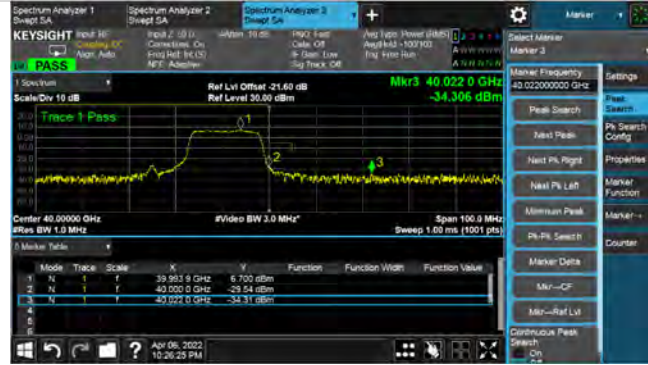 Spectrum Analyzer 1
Swept SA
Spectrum Analyzer 2
Swept SA
Spectrum Analyzer 3
Swept SA
+
Marker
KEYSIGHT Input: RF
Coupling: DC
Align: Auto
Input Z: 50 Ω
Corrections: On
Freq Ref: Int (S)
NFE: Adaptive
Atten: 10 dB
PNO: Fast
Gate: Off
IF Gain: Low
Sig Track: Off
Avg Type: Power (RMS)
Avg|Hold: >100/100
Trig: Free Run
PASS
Select Marker
Marker 3
1 Spectrum
Scale/Div 10 dB
Ref Lvl Offset -21.60 dB
Ref Level 30.00 dBm
Mkr3 40.022 0 GHz
-34.306 dBm
Trace 1 Pass
1
2
3
Center 40.00000 GHz
#Res BW 1.0 MHz
#Video BW 3.0 MHz*
Span 100.0 MHz
Sweep 1.00 ms (1001 pts)
5 Marker Table
Mode Trace Scale X Y Function Function Width Function Value
1 N 1 f 39.993 9 GHz 6.700 dBm
2 N 1 f 40.000 0 GHz -29.54 dBm
3 N 1 f 40.022 0 GHz -34.31 dBm
4
5
6
Marker Frequency
40.022000000 GHz
Peak Search
Next Peak
Next Pk Right
Next Pk Left
Minimum Peak
Pk-Pk Search
Marker Delta
Mkr→CF
Mkr→Ref Lvl
Continuous Peak
Search
On
Off
Settings
Peak
Search
Pk Search
Config
Properties
Marker
Function
Marker→
Counter
?
Apr 06, 2022
10:26:25 PM